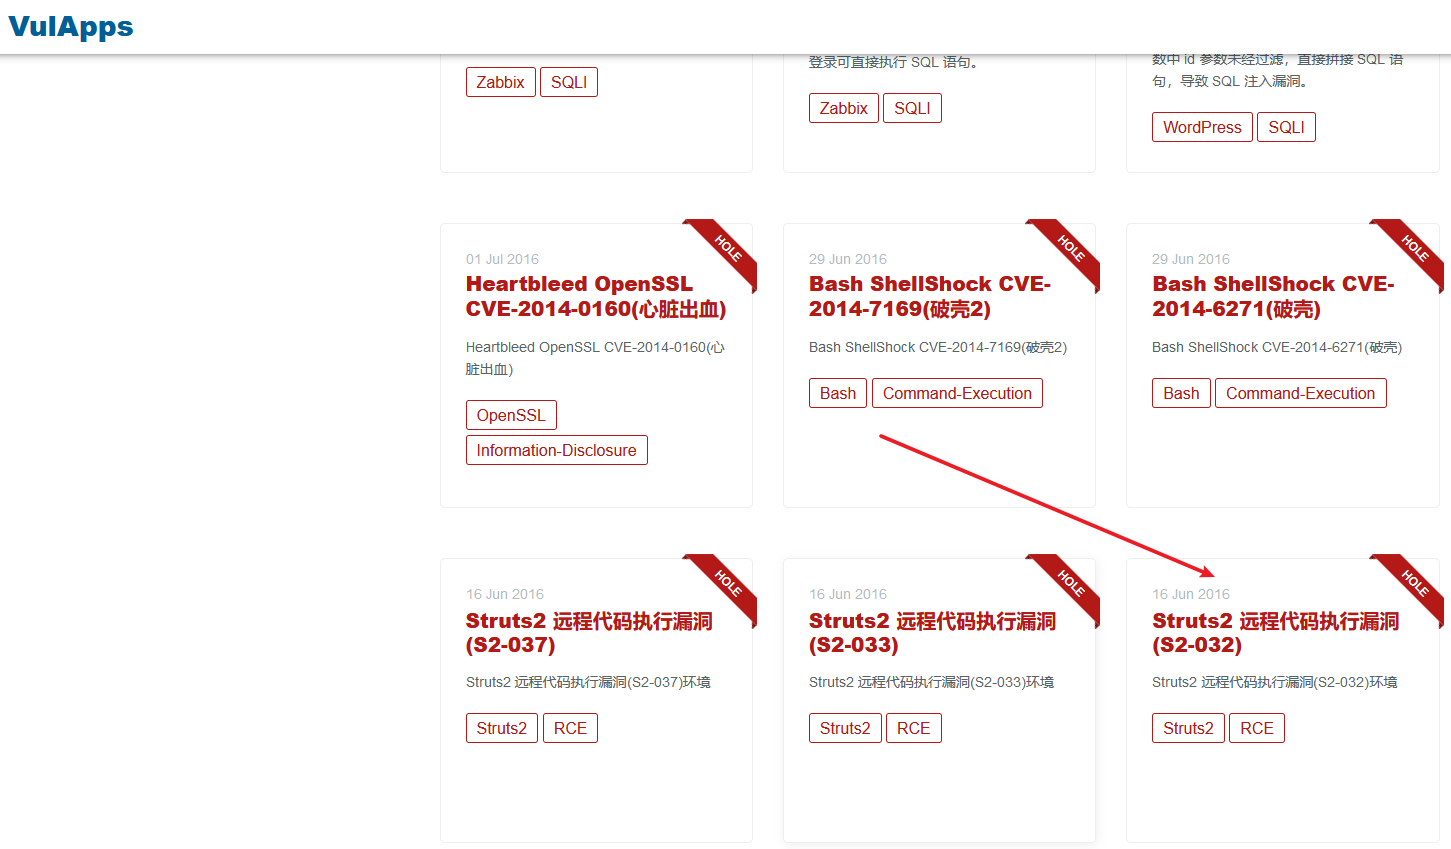 VulApps
Zabbix SQLI
登录可直接执行 SQL 语句。
Zabbix SQLI
数中 id 参数未经过滤，直接拼接 SQL 语
句，导致 SQL 注入漏洞。
WordPress SQLI
HOLE
01 Jul 2016
Heartbleed OpenSSL
CVE-2014-0160(心脏出血)
Heartbleed OpenSSL CVE-2014-0160(心
脏出血)
OpenSSL
Information-Disclosure
HOLE
29 Jun 2016
Bash ShellShock CVE-
2014-7169(破壳2)
Bash ShellShock CVE-2014-7169(破壳2)
Bash Command-Execution
HOLE
29 Jun 2016
Bash ShellShock CVE-
2014-6271(破壳)
Bash ShellShock CVE-2014-6271(破壳)
Bash Command-Execution
HOLE
16 Jun 2016
Struts2 远程代码执行漏洞
(S2-037)
Struts2 远程代码执行漏洞(S2-037)环境
Struts2 RCE
HOLE
16 Jun 2016
Struts2 远程代码执行漏洞
(S2-033)
Struts2 远程代码执行漏洞(S2-033)环境
Struts2 RCE
HOLE
16 Jun 2016
Struts2 远程代码执行漏洞
(S2-032)
Struts2 远程代码执行漏洞(S2-032)环境
Struts2 RCE